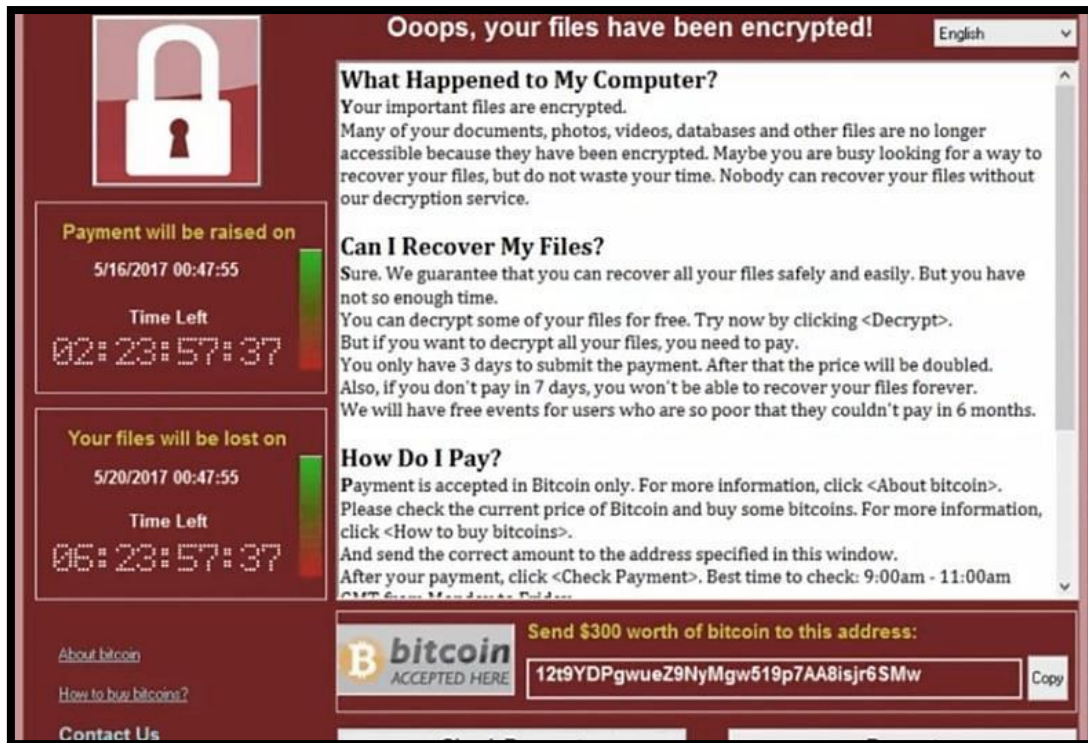 Ooops, your files have been encrypted!
English
What Happened to My Computer?
Your important files are encrypted.
Many of your documents, photos, videos, databases and other files are no longer
accessible because they have been encrypted. Maybe you are busy looking for a way to
recover your files, but do not waste your time. Nobody can recover your files without
our decryption service.
Can I Recover My Files?
Sure. We guarantee that you can recover all your files safely and easily. But you have
not so enough time.
You can decrypt some of your files for free. Try now by clicking <Decrypt>.
But if you want to decrypt all your files, you need to pay.
You only have 3 days to submit the payment. After that the price will be doubled.
Also, if you don't pay in 7 days, you won't be able to recover your files forever.
We will have free events for users who are so poor that they couldn't pay in 6 months.
How Do I Pay?
Payment is accepted in Bitcoin only. For more information, click <About bitcoin>.
Please check the current price of Bitcoin and buy some bitcoins. For more information,
click <How to buy bitcoins>.
And send the correct amount to the address specified in this window.
After your payment, click <Check Payment>. Best time to check: 9:00am - 11:00am
Payment will be raised on
5/16/2017 00:47:55
Time Left
02:23:57:37
Your files will be lost on
5/20/2017 00:47:55
Time Left
06:23:57:37
About bitcoin
How to buy bitcoins?
Contact Us
bitcoin
ACCEPTED HERE
Send $300 worth of bitcoin to this address:
12t9YDPgwueZ9NyMgw519p7AA8isjr6SMw
Copy